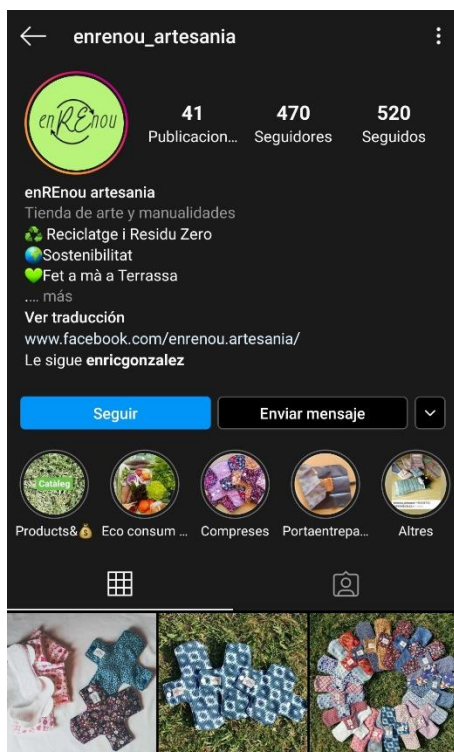 enrenou_artesania
enREnou
41
Publicacion...
470
Seguidores
520
Seguidos
enREnou artesania
Tienda de arte y manualidades
Reciclatge i Residu Zero
Sostenibilitat
Fet a mà a Terrassa
.... más
Ver traducción
www.facebook.com/enrenou.artesania/
Le sigue enricgonzalez
Seguir
Enviar mensaje
Catàleg
Products&
Eco consum ...
Compreses
Portaentrepa...
Altres